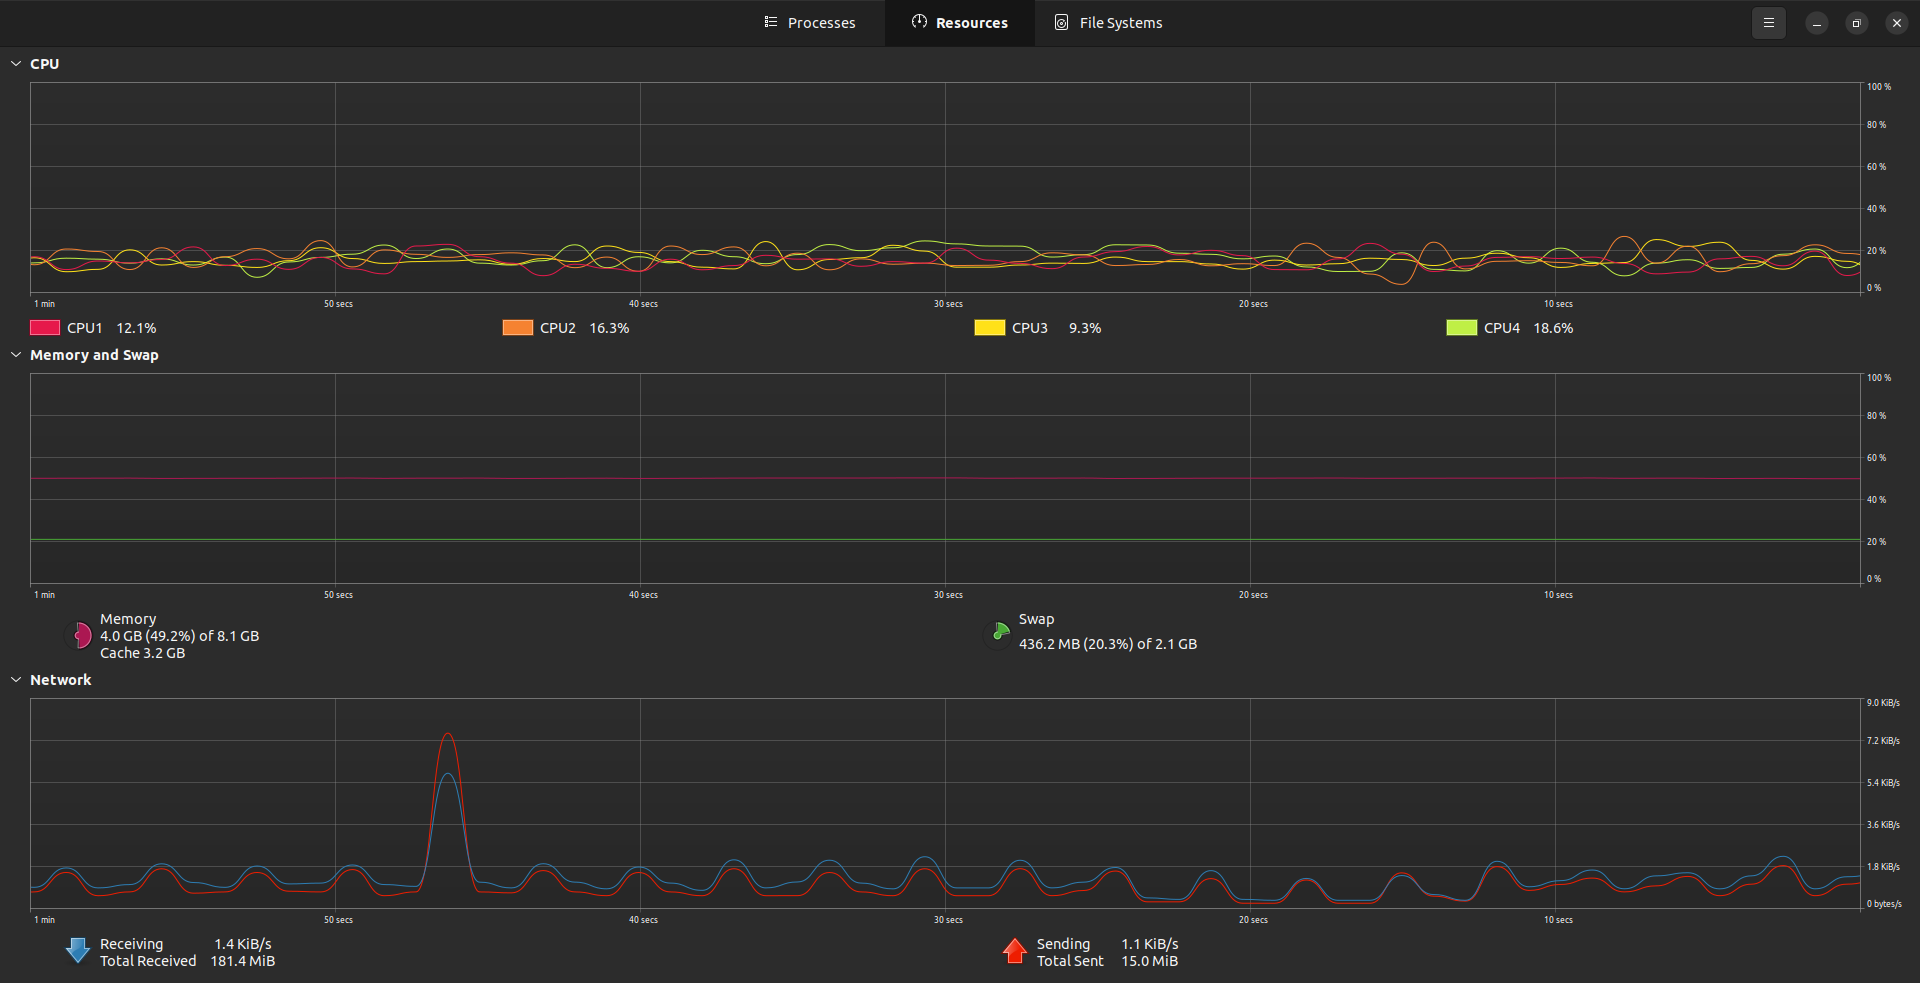 Processes Resources File Systems
CPU
100 %
80 %
60 %
40 %
20 %
0 %
1 min 50 secs 40 secs 30 secs 20 secs 10 secs
CPU1 12.1% CPU2 16.3% CPU3 9.3% CPU4 18.6%
Memory and Swap
100 %
80 %
60 %
40 %
20 %
0 %
1 min 50 secs 40 secs 30 secs 20 secs 10 secs
Memory
4.0 GB (49.2%) of 8.1 GB
Cache 3.2 GB
Swap
436.2 MB (20.3%) of 2.1 GB
Network
9.0 KiB/s
7.2 KiB/s
5.4 KiB/s
3.6 KiB/s
1.8 KiB/s
0 bytes/s
1 min 50 secs 40 secs 30 secs 20 secs 10 secs
Receiving 1.4 KiB/s
Total Received 181.4 MiB
Sending 1.1 KiB/s
Total Sent 15.0 MiB